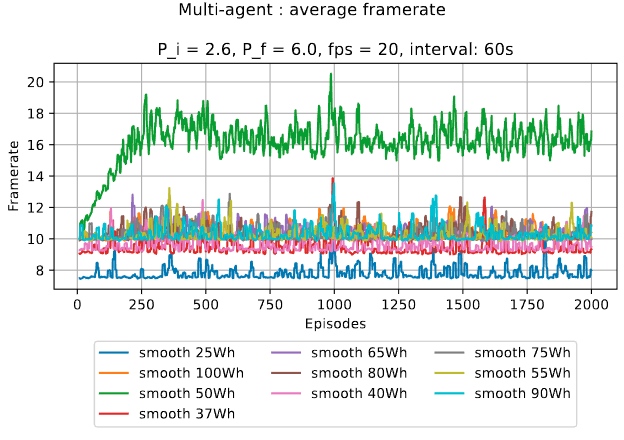 Multi-agent : average framerate
P_i = 2.6, P_f = 6.0, fps = 20, interval: 60s
20
18
16
14
12
10
8
Framerate
0 250 500 750 1000 1250 1500 1750 2000
Episodes
smooth 25Wh smooth 65Wh smooth 75Wh
smooth 100Wh smooth 80Wh smooth 55Wh
smooth 50Wh smooth 40Wh smooth 90Wh
smooth 37Wh